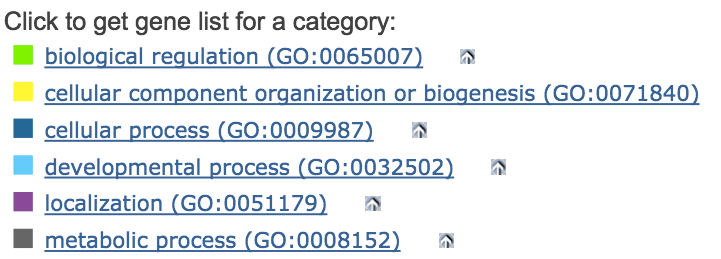 Click to get gene list for a category:
biological regulation (GO:0065007)
cellular component organization or biogenesis (GO:0071840)
cellular process (GO:0009987)
developmental process (GO:0032502)
localization (GO:0051179)
metabolic process (GO:0008152)